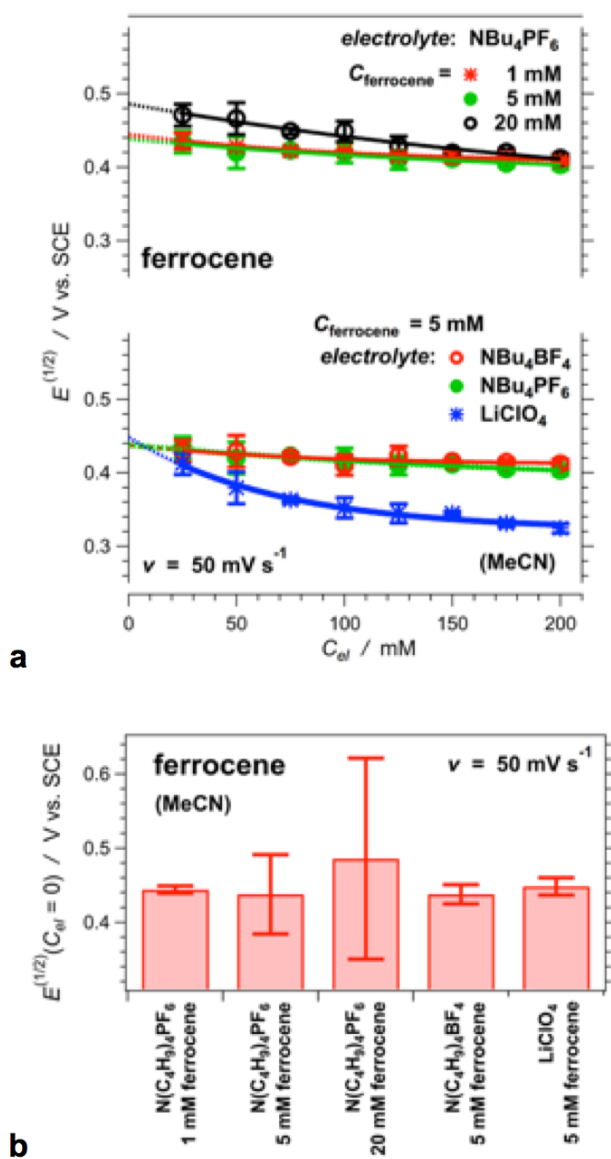 electrolyte: NBu₄PF₆
C_ferrocene = 1 mM
5 mM
20 mM
0.5
0.4
0.3
ferrocene
E^(1/2) / V vs. SCE
C_ferrocene = 5 mM
electrolyte: NBu₄BF₄
NBu₄PF₆
LiClO₄
0.5
0.4
0.3
v = 50 mV s⁻¹
(MeCN)
0 50 100 150 200
C_el / mM
a
ferrocene
v = 50 mV s⁻¹
(MeCN)
0.6
0.5
0.4
E^(1/2)(C_el = 0) / V vs. SCE
N(C₄H₉)₄PF₆
1 mM ferrocene
N(C₄H₉)₄PF₆
5 mM ferrocene
N(C₄H₉)₄PF₆
20 mM ferrocene
N(C₄H₉)₄BF₄
5 mM ferrocene
LiClO₄
5 mM ferrocene
b